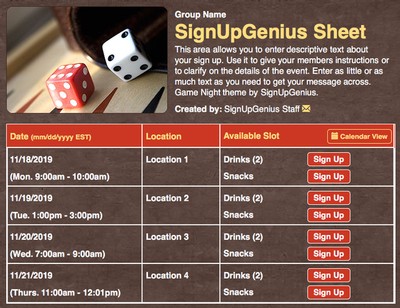 Group Name
SignUpGenius Sheet
This area allows you to enter descriptive text about
your sign up. Use it to give your members instructions or
to clarify on the details of the event. Enter as little or as
much text as you need to get your message across.
Game Night theme by SignUpGenius.
Created by: SignUpGenius Staff
Date (mm/dd/yyyy EST) Location Available Slot Calendar View
11/18/2019 Location 1 Drinks (2) Sign Up
(Mon. 9:00am - 10:00am) Snacks Sign Up
11/19/2019 Location 2 Drinks (2) Sign Up
(Tue. 1:00pm - 3:00pm) Snacks Sign Up
11/20/2019 Location 3 Drinks (2) Sign Up
(Wed. 7:00am - 9:00am) Snacks Sign Up
11/21/2019 Location 4 Drinks (2) Sign Up
(Thurs. 11:00am - 12:01pm) Snacks Sign Up